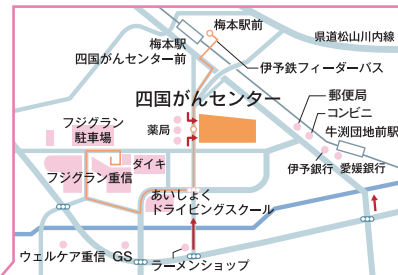 梅本駅前
梅本駅
県道松山川内線
四国がんセンター前
伊予鉄フィーダーバス
四国がんセンター
郵便局
フジグラン
駐車場
薬局
コンビニ
牛渕団地前駅
ダイキ
フジグラン重信
伊予銀行
愛媛銀行
あいしょく
ドライビングスクール
ウェルケア重信
GS
ラーメンショップ